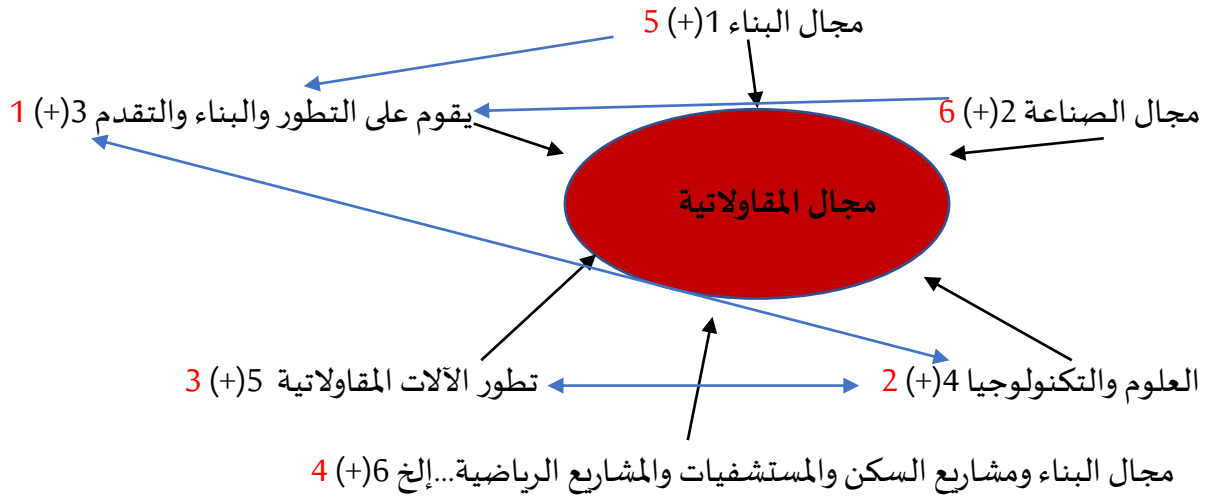 مجال البناء 1(+) 5
مجال الصناعة 2(+) 6
يقوم على التطور والبناء والتقدم 3(+) 1
مجال المقاولاتية
العلوم والتكنولوجيا 4(+) 2
تطور الآلات المقاولاتية 5(+) 3
مجال البناء ومشاريع السكن والمستشفيات والمشاريع الرياضية...إلخ 6(+) 4